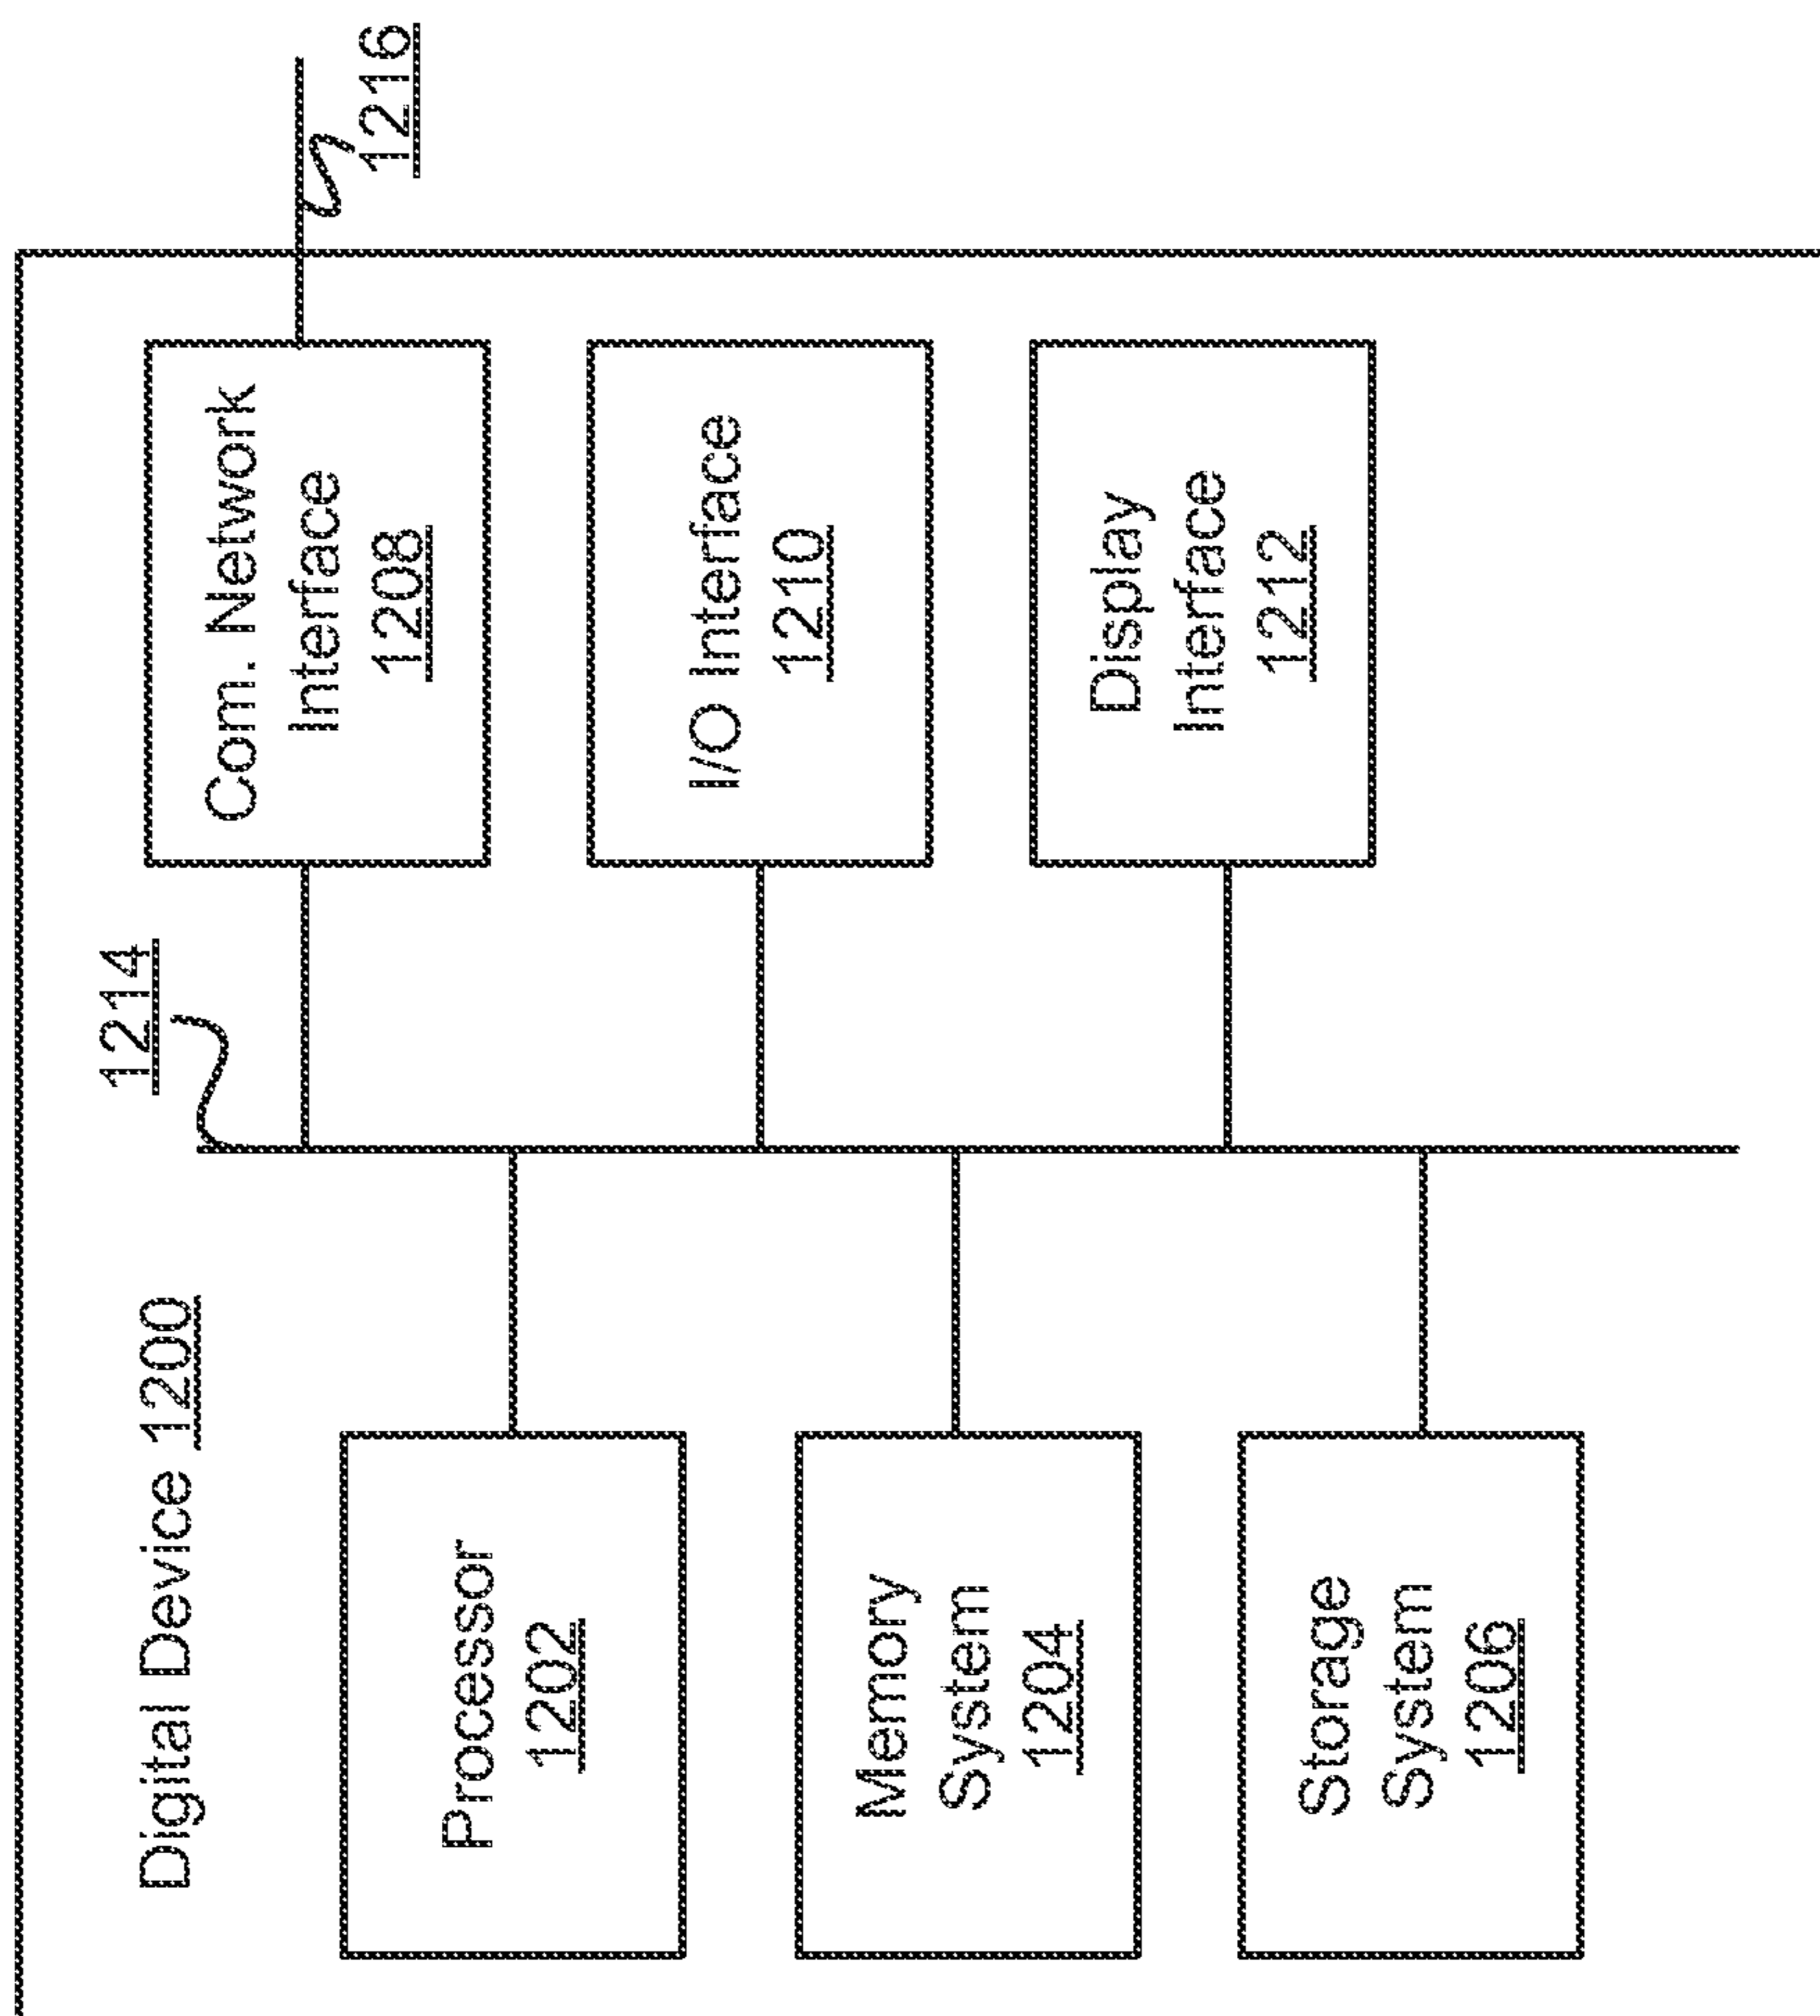 Digital Device 1200
1214
1216
Processor
1202
Memory
System
1204
Storage
System
1206
Com. Network
Interface
1208
I/O Interface
1210
Display
Interface
1212